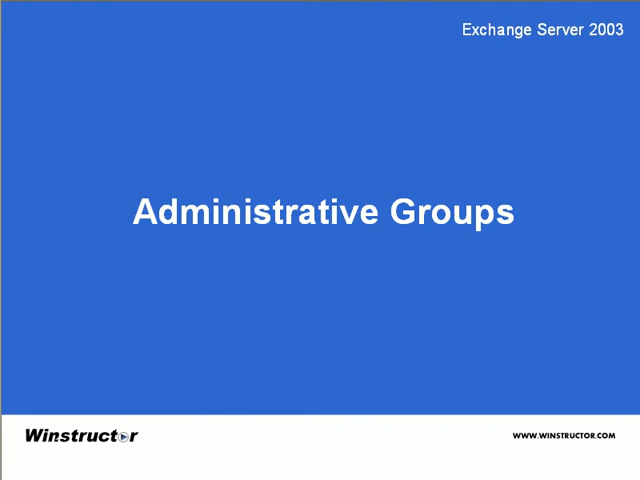 Exchange Server 2003
Administrative Groups
Winstructor
WWW.WINSTRUCTOR.COM